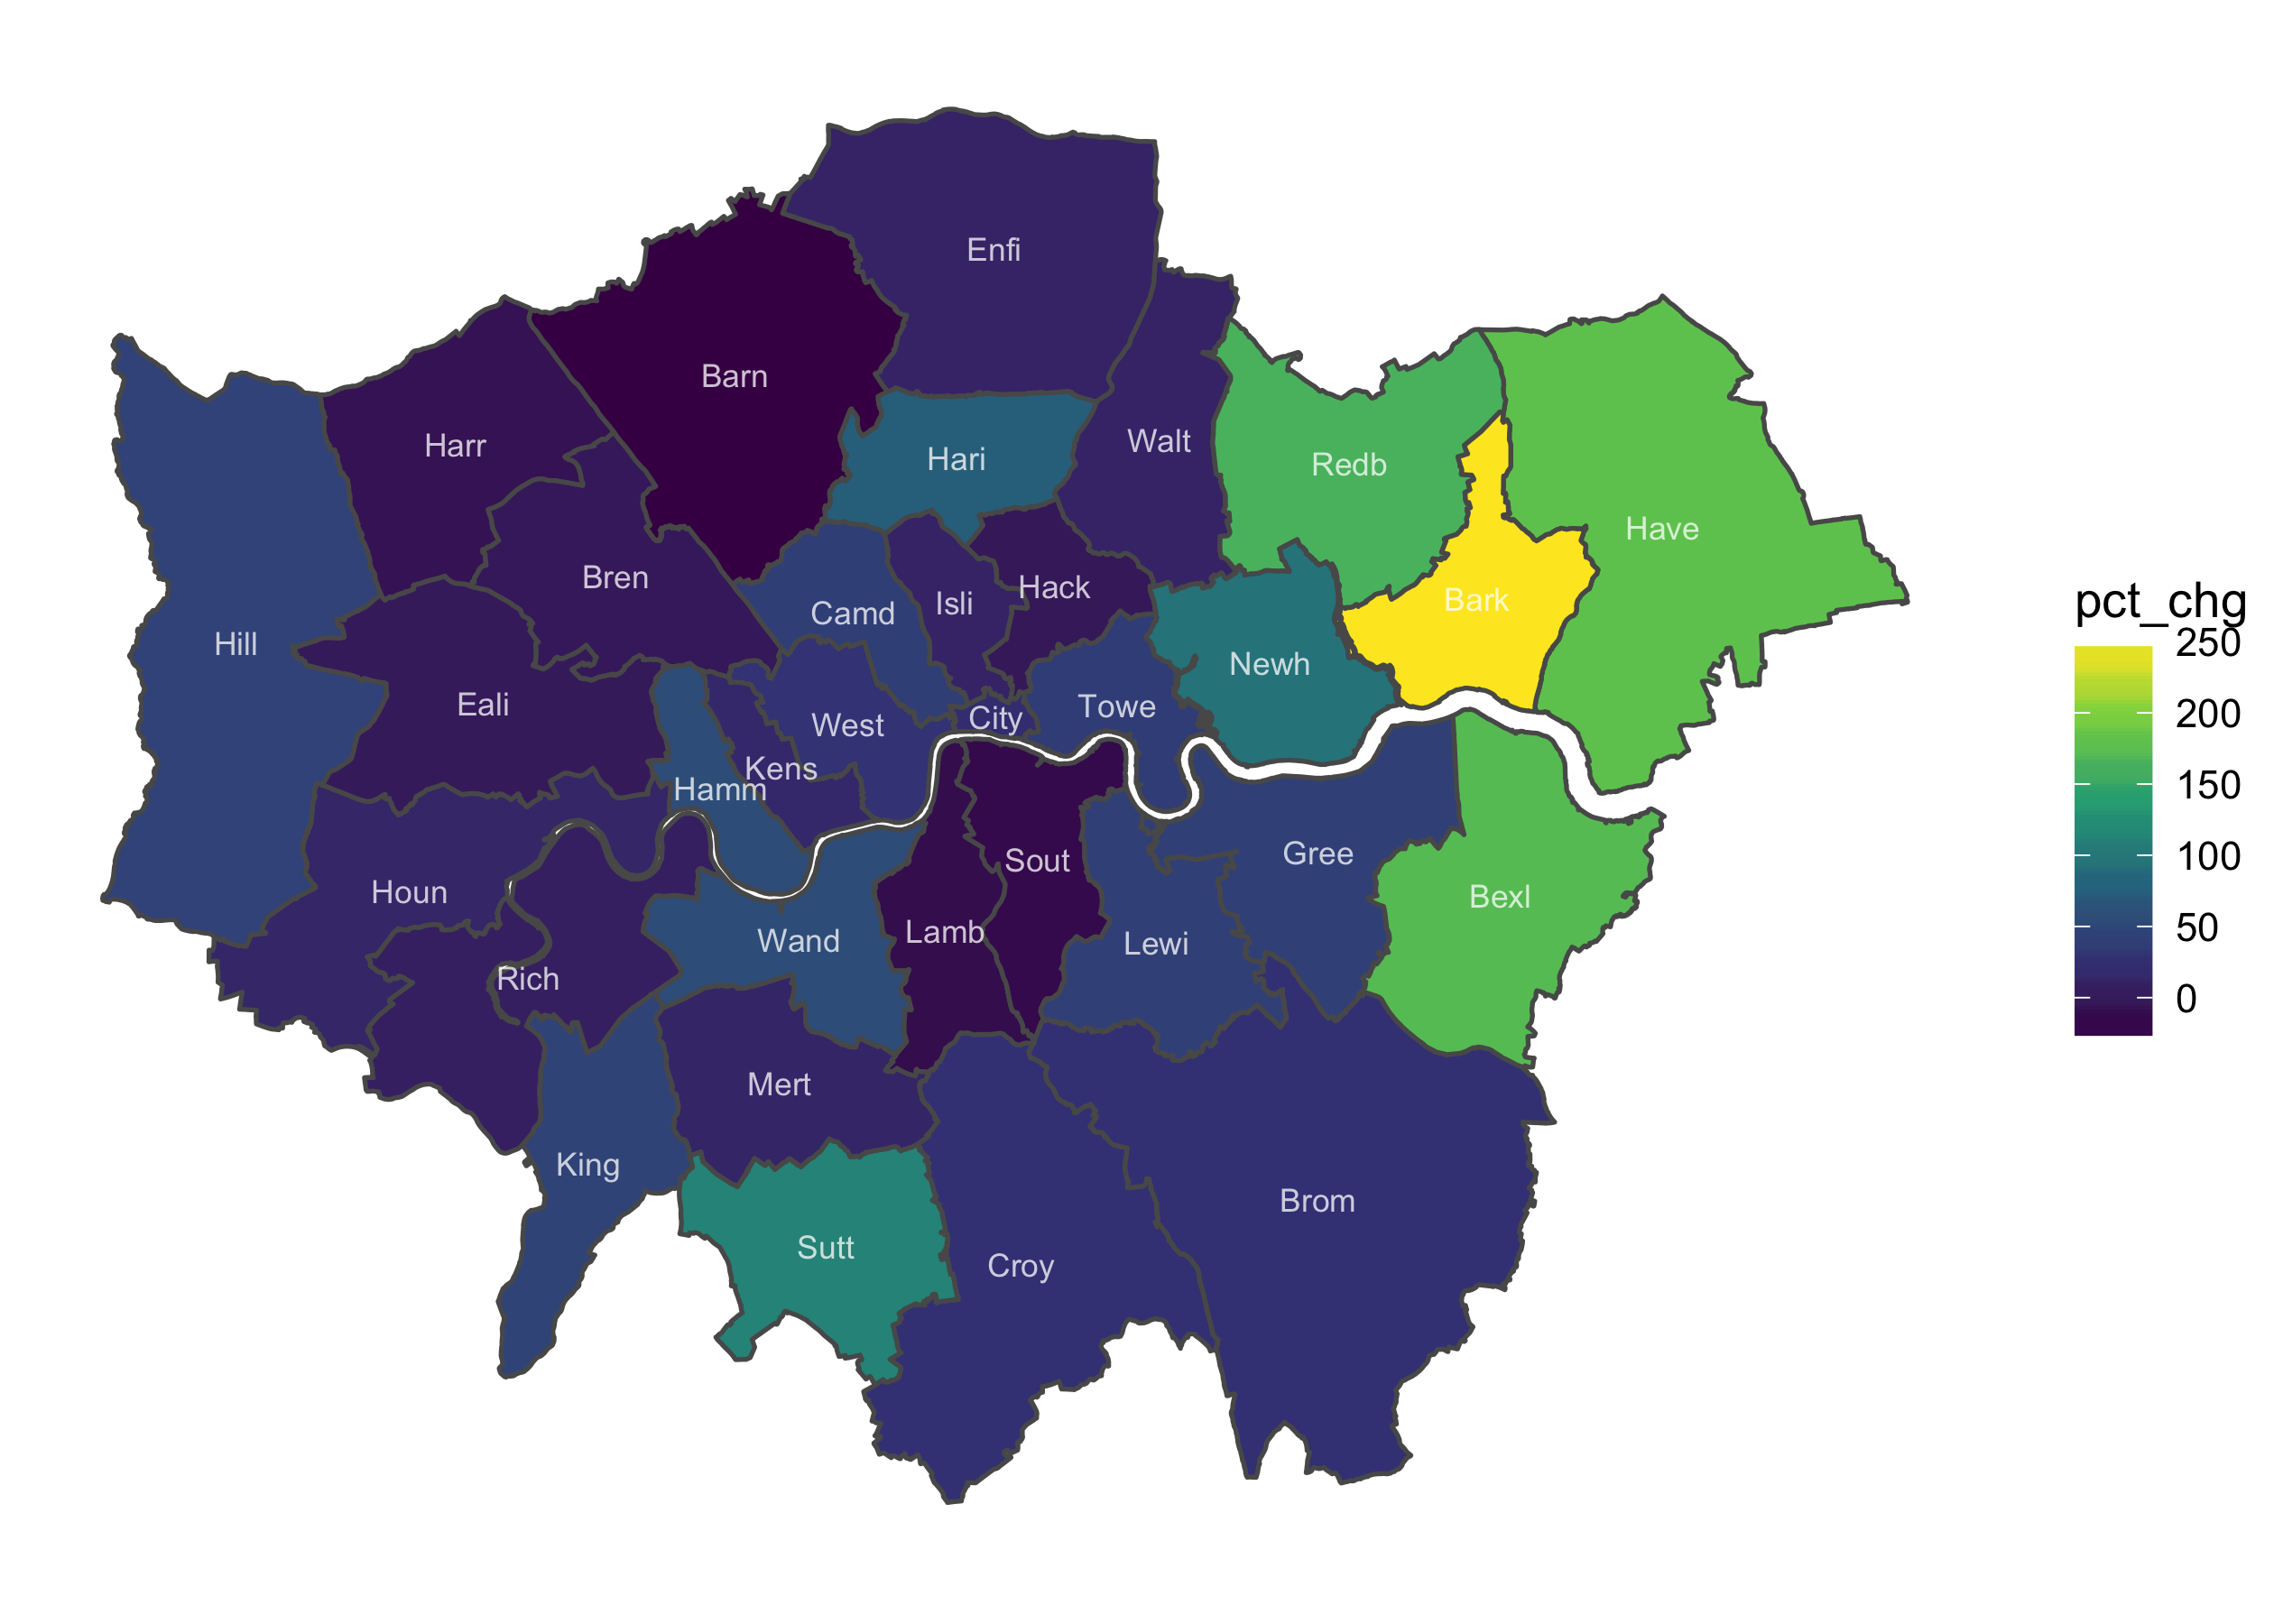 Enfi
Barn
Harr
Hari
Walt
Redb
Have
Bren
Hack
Isli
Camd
Bark
Hill
Newh
Eali
West
City
Towe
Kens
Hamm
Sout
Gree
Houn
Bexl
Lamb
Wand
Lewi
Rich
Mert
King
Brom
Sutt
Croy
pct_chg
250
200
150
100
50
0